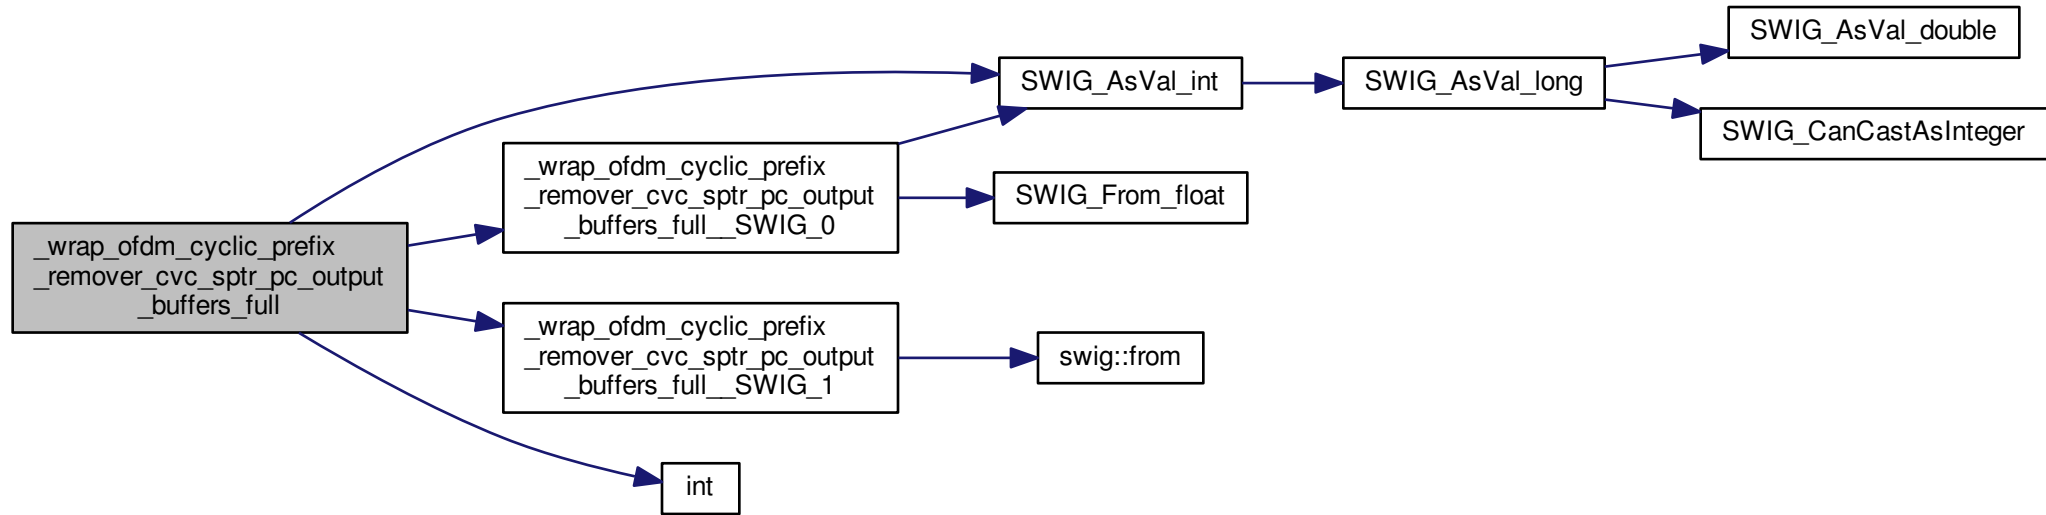 _wrap_ofdm_cyclic_prefix
_remover_cvc_sptr_pc_output
_buffers_full
SWIG_AsVal_int
SWIG_AsVal_long
SWIG_AsVal_double
SWIG_CanCastAsInteger
_wrap_ofdm_cyclic_prefix
_remover_cvc_sptr_pc_output
_buffers_full__SWIG_0
SWIG_From_float
_wrap_ofdm_cyclic_prefix
_remover_cvc_sptr_pc_output
_buffers_full__SWIG_1
swig::from
int